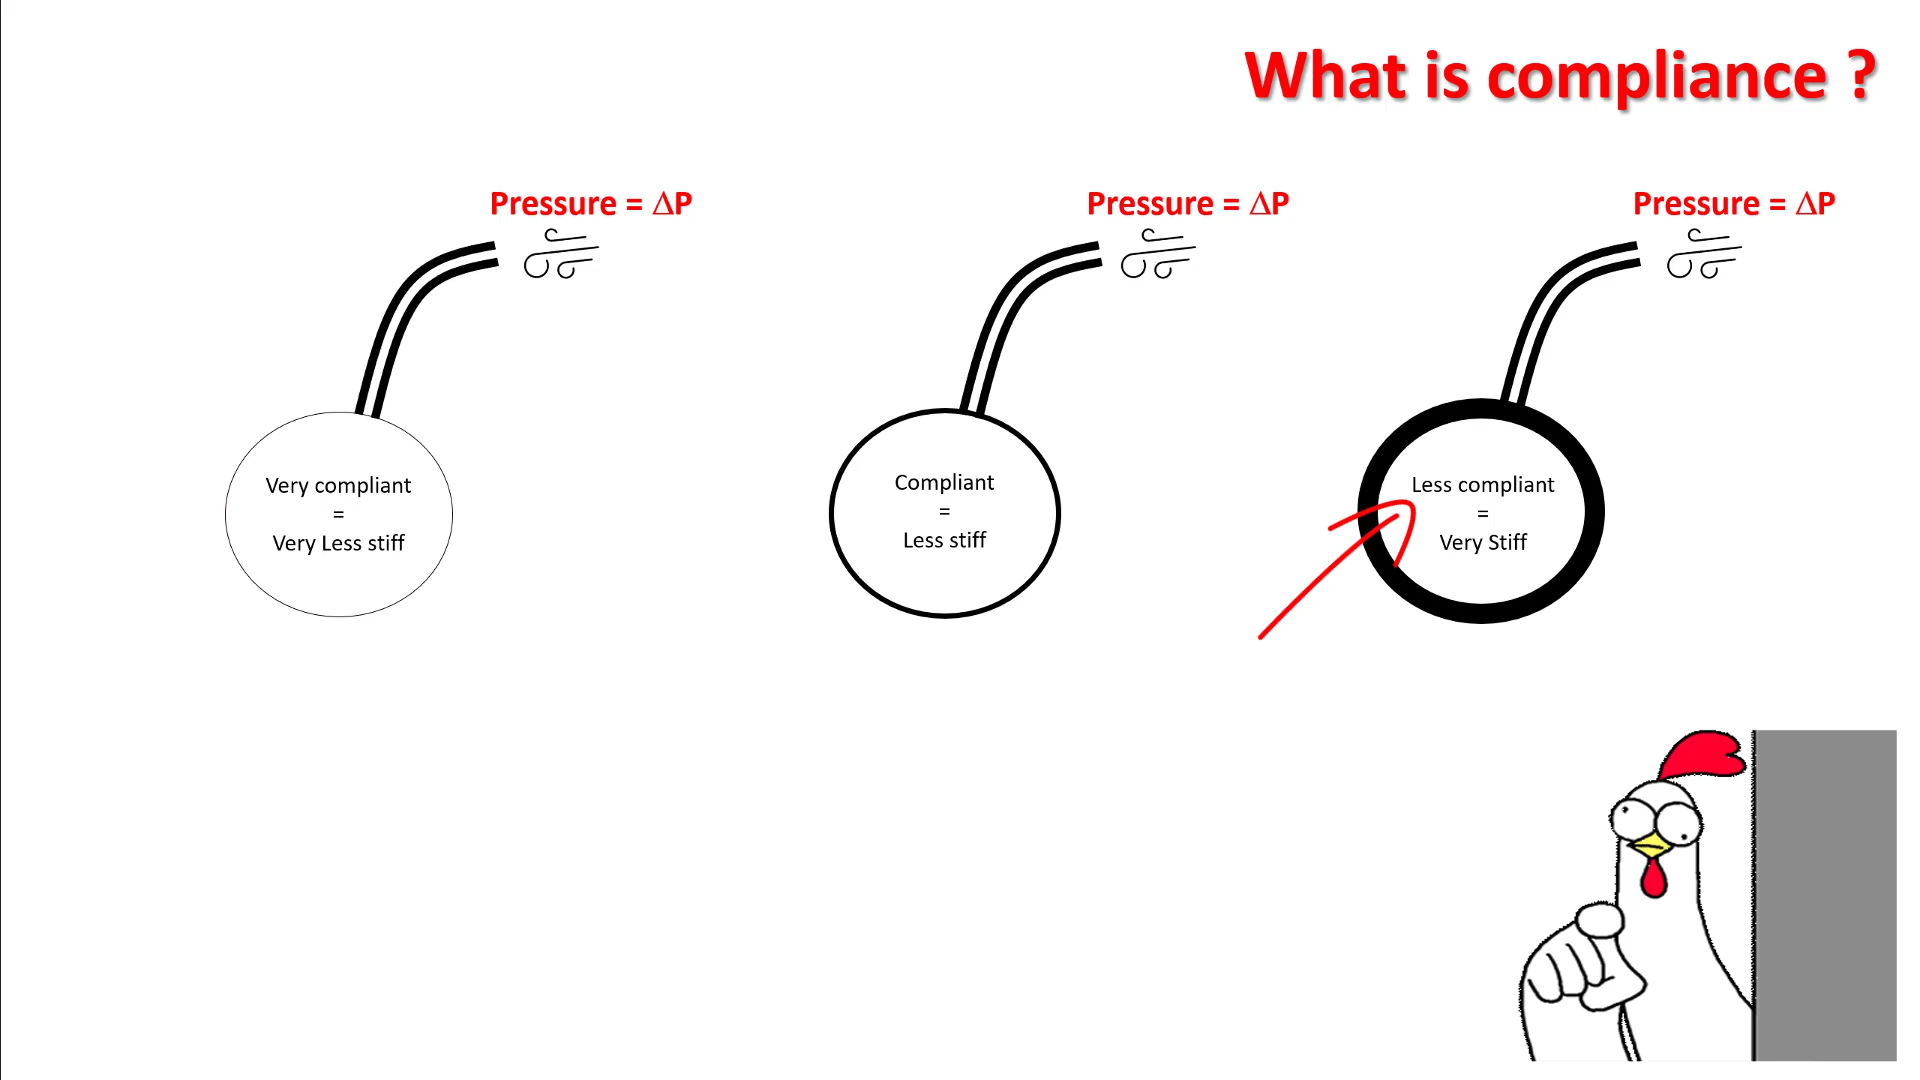 What is compliance ?
Pressure = ΔP
Pressure = ΔP
Pressure = ΔP
Very compliant
=
Very Less stiff
Compliant
=
Less stiff
Less compliant
=
Very Stiff